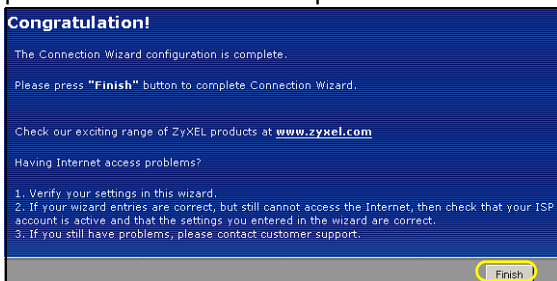 Congratulation!
The Connection Wizard configuration is complete.
Please press "Finish" button to complete Connection Wizard.
Check our exciting range of ZyXEL products at www.zyxel.com
Having Internet access problems?
1. Verify your settings in this wizard.
2. If your wizard entries are correct, but still cannot access the Internet, then check that your ISP
account is active and that the settings you entered in the wizard are correct.
3. If you still have problems, please contact customer support.
Finish